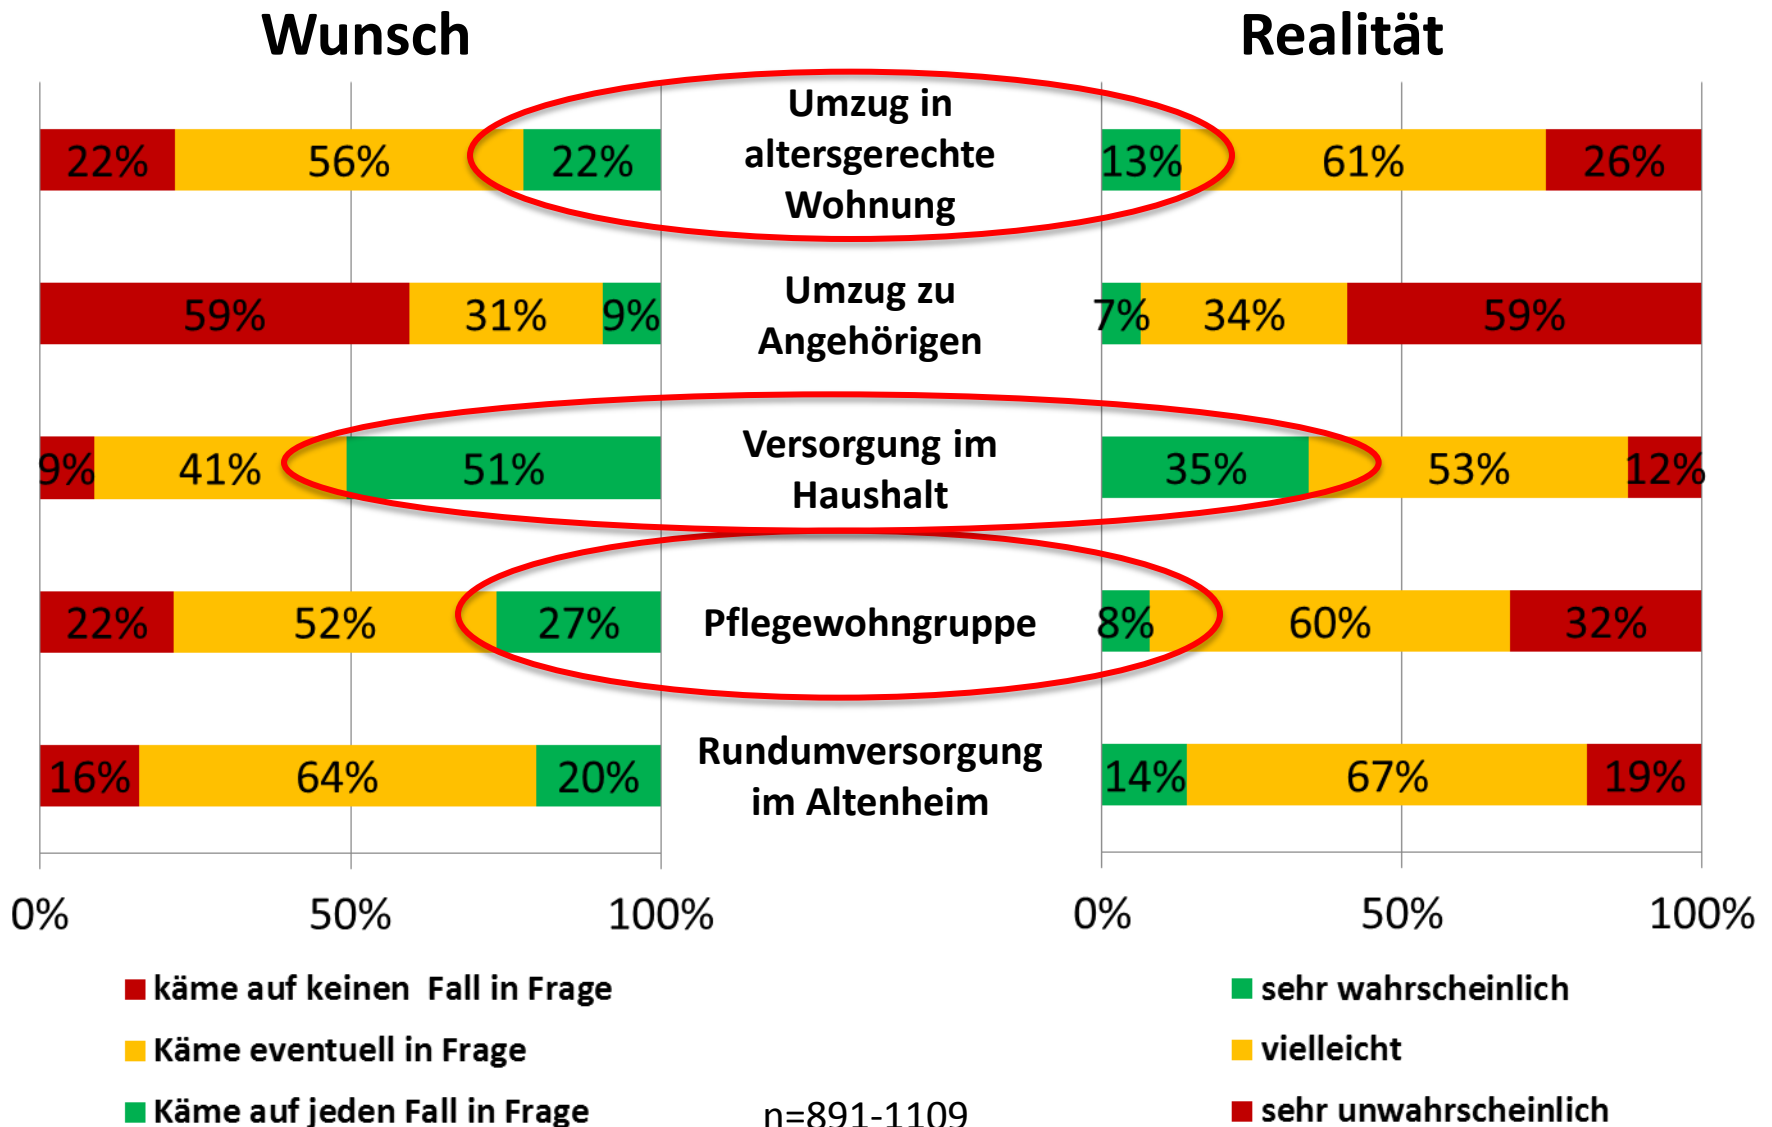 Wunsch
Realität
22% 56% 22%
Umzug in
altersgerechte
Wohnung
13% 61% 26%
59% 31% 9%
Umzug zu
Angehörigen
7% 34% 59%
9% 41% 51%
Versorgung im
Haushalt
35% 53% 12%
22% 52% 27%
Pflegewohngruppe
8% 60% 32%
16% 64% 20%
Rundumversorgung
im Altenheim
14% 67% 19%
0% 50% 100%
0% 50% 100%
käme auf keinen Fall in Frage
Käme eventuell in Frage
Käme auf jeden Fall in Frage
n=891-1109
sehr wahrscheinlich
vielleicht
sehr unwahrscheinlich